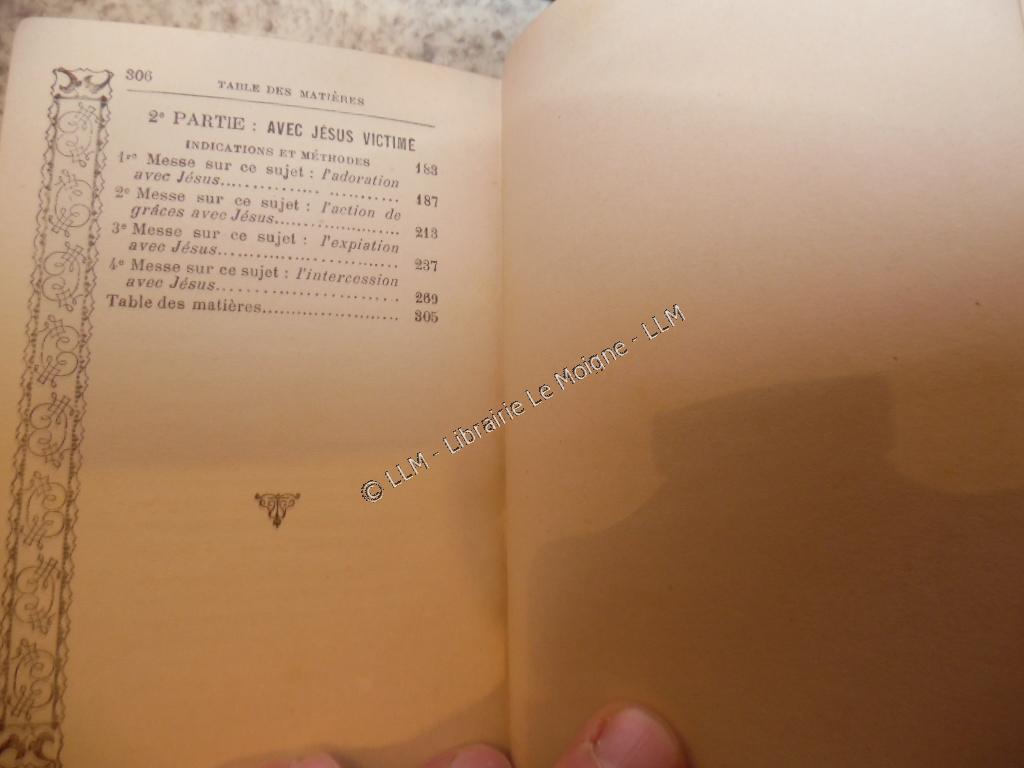 306
TABLE DES MATIÈRES
2e PARTIE : AVEC JÉSUS VICTIME
INDICATIONS ET MÉTHODES 183
1re Messe sur ce sujet : l'adoration
avec Jésus.............. .......... 187
2e Messe sur ce sujet : l'action de
grâces avec Jésus.................. 213
3e Messe sur ce sujet : l'expiation
avec Jésus......................... 237
4e Messe sur ce sujet : l'intercession
avec Jésus......................... 269
Table des matières................... 305
© LLM - Librairie Le Moigne - LLM